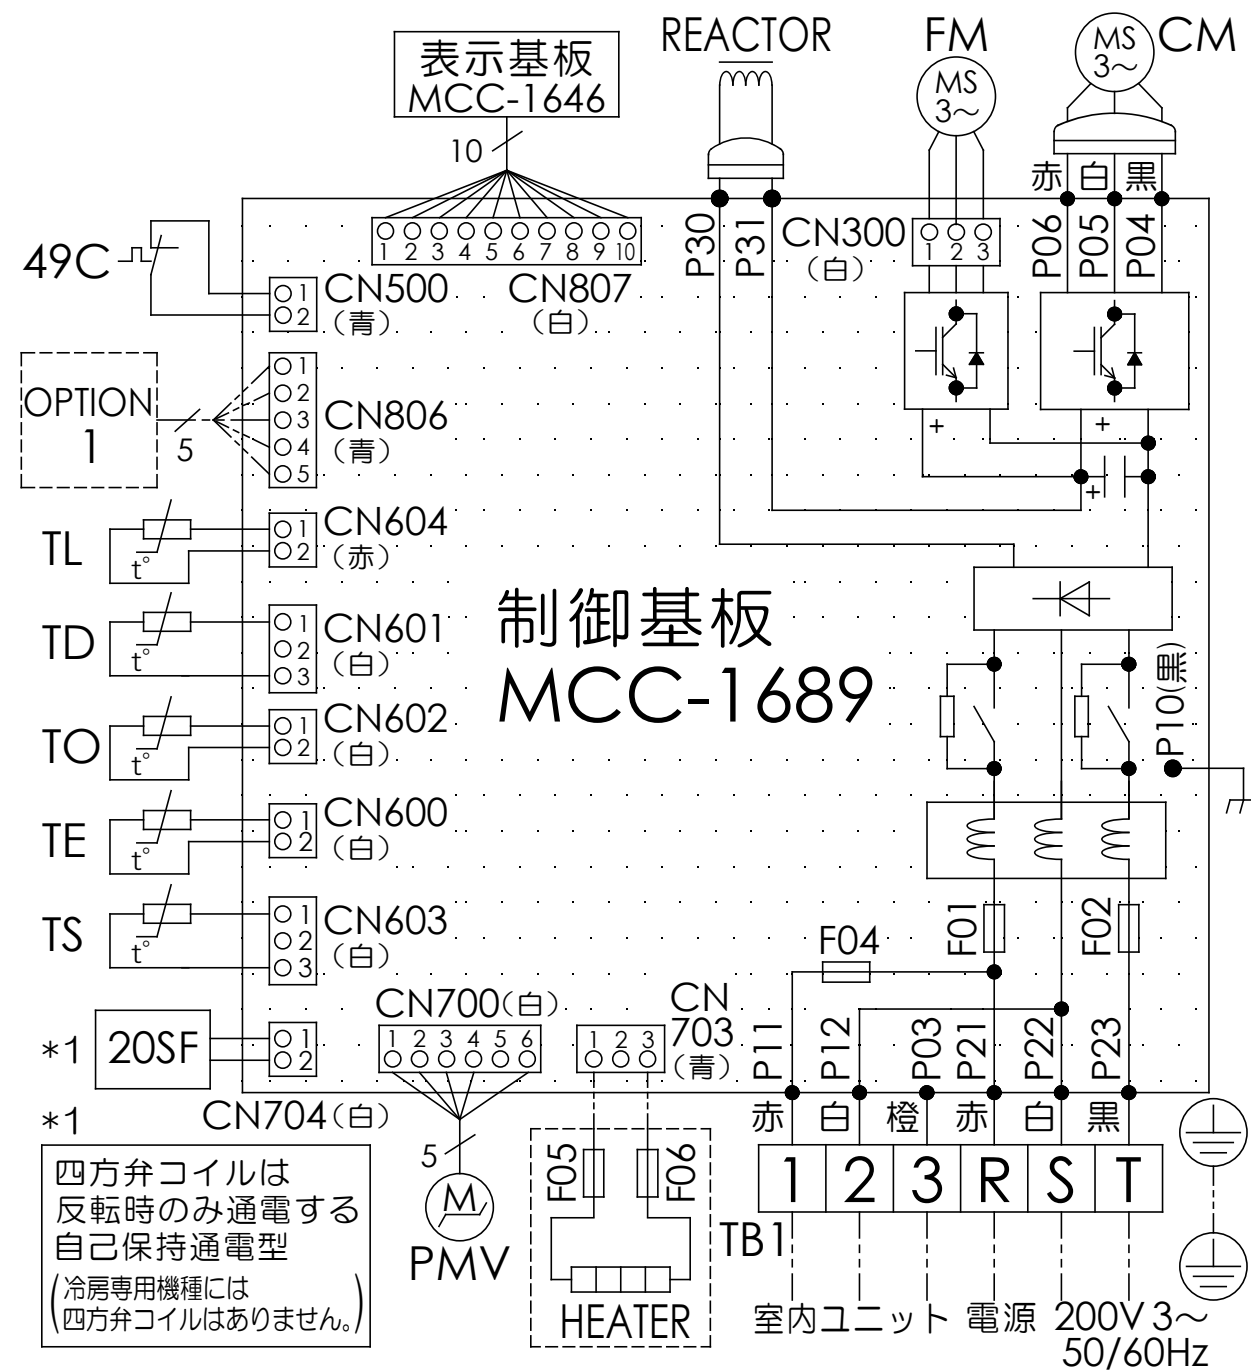 REACTOR
FM
CM
MS
3～
MS
3～
表示基板
MCC-1646
10
赤 白 黒
1 2 3 4 5 6 7 8 9 10
CN807
（白）
P30
P31
CN300
（白）
1 2 3
P06
P05
P04
49C
1
2
CN500
（青）
OPTION
1
5
1
2
3
4
5
CN806
（青）
+
+
+
TL
t°
1
2
CN604
（赤）
TD
t°
1
2
3
CN601
（白）
制御基板
MCC-1689
P10(黒)
TO
t°
1
2
CN602
（白）
TE
t°
1
2
CN600
（白）
TS
t°
1
2
3
CN603
（白）
F04
F01
F02
*1
20SF
1
2
CN704（白）
CN700（白）
1 2 3 4 5 6
5
M
PMV
CN
703
（青）
1 2 3
F05
F06
HEATER
P11
P12
P03
P21
P22
P23
赤 白 橙 赤 白 黒
1 2 3 R S T
TB1
室内ユニット 電源 200V 3～
50/60Hz
*1
四方弁コイルは
反転時のみ通電する
自己保持通電型
(冷房専用機種には
四方弁コイルはありません。)